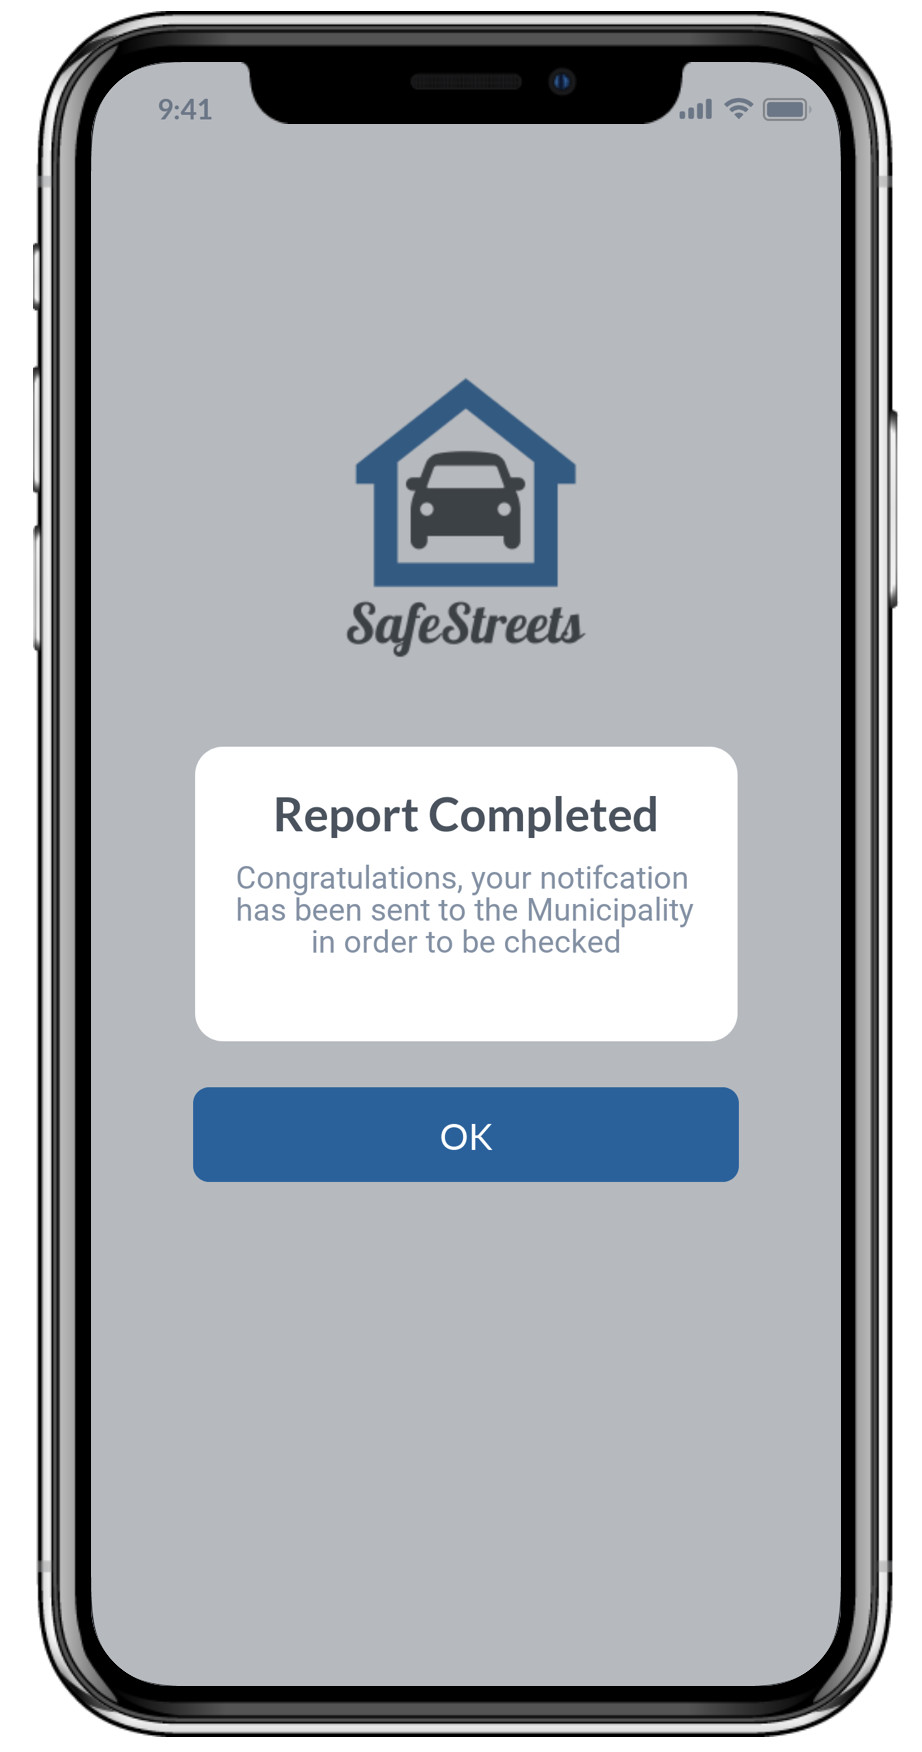 9:41
SafeStreets
Report Completed
Congratulations, your notifcation
has been sent to the Municipality
in order to be checked
OK